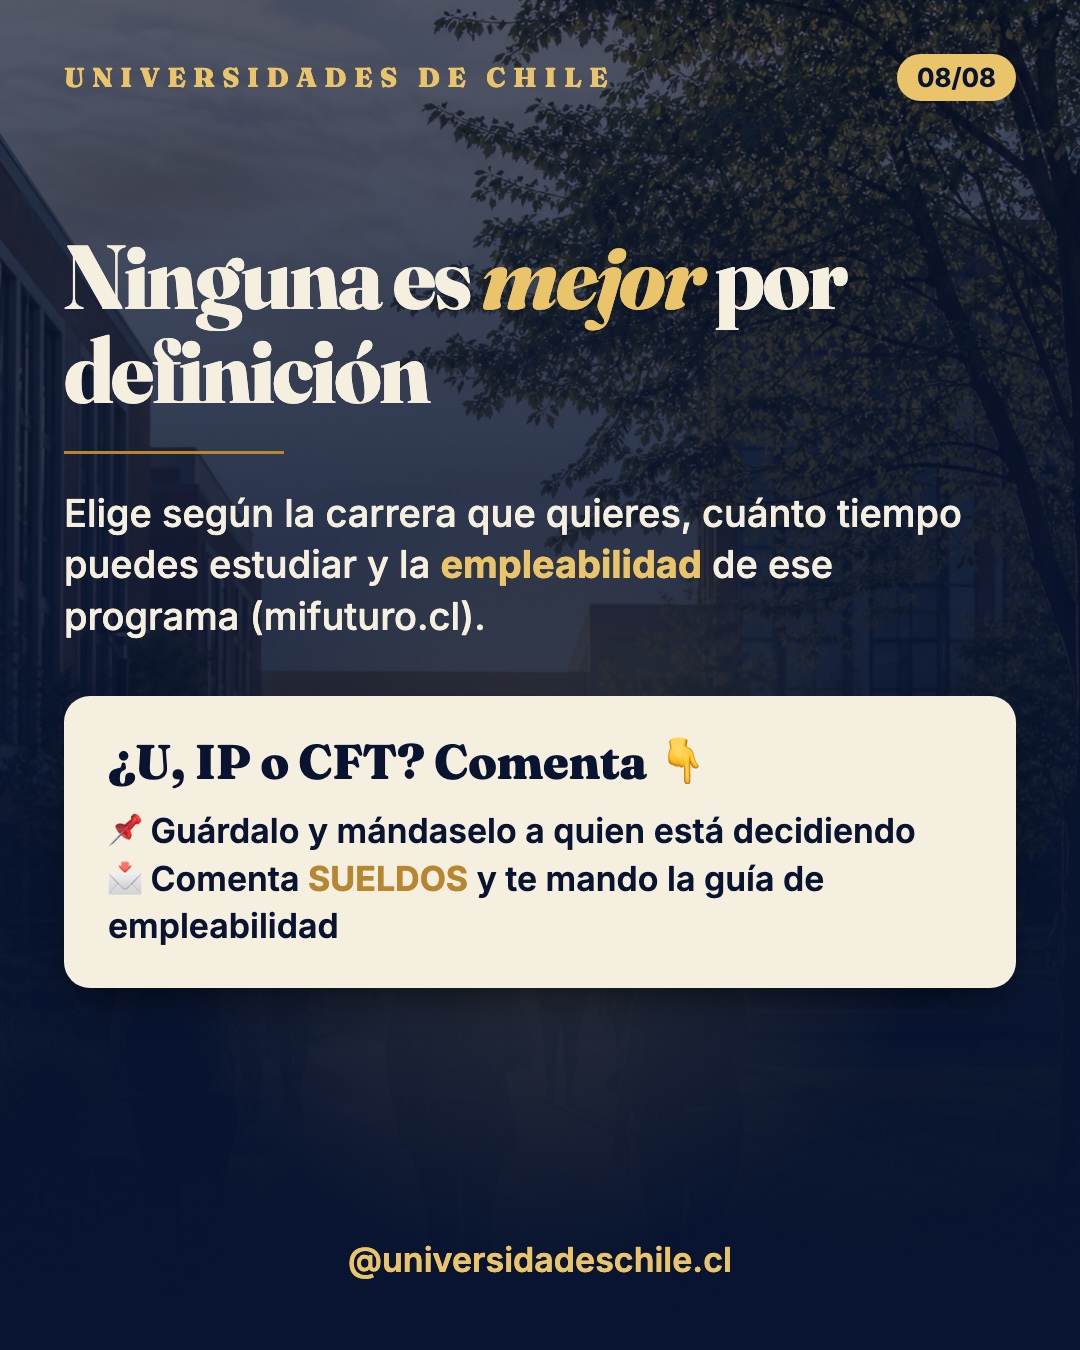 UNIVERSIDADES DE CHILE
08/08
Ninguna es mejor por
definición
Elige según la carrera que quieres, cuánto tiempo
puedes estudiar y la empleabilidad de ese
programa (mifuturo.cl).
¿U, IP o CFT? Comenta 👇
📌 Guárdalo y mándaselo a quien está decidiendo
📩 Comenta SUELDOS y te mando la guía de
empleabilidad
@universidadeschile.cl